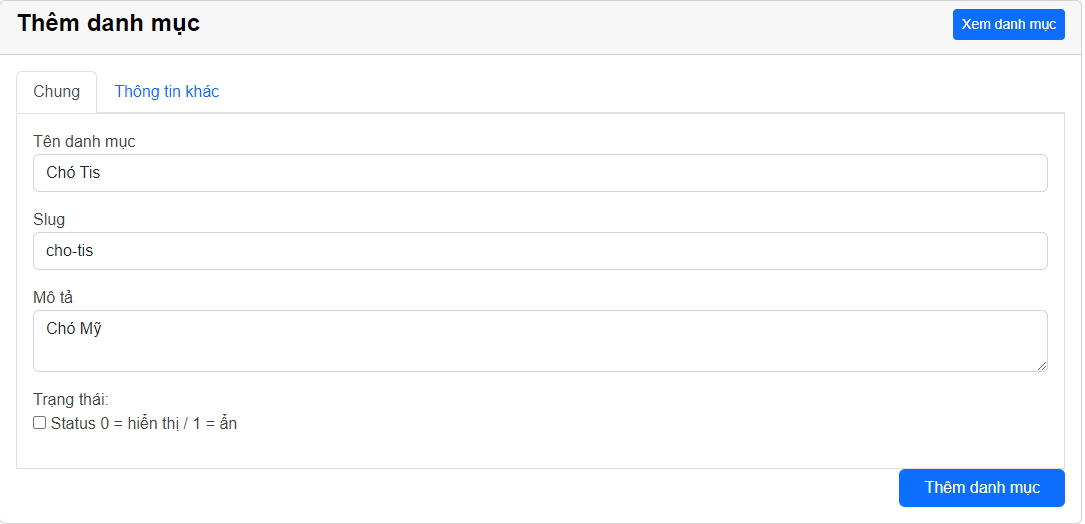 Thêm danh mục
Xem danh mục
Chung
Thông tin khác
Tên danh mục
Chó Tis
Slug
cho-tis
Mô tả
Chó Mỹ
Trạng thái:
Status 0 = hiển thị / 1 = ẩn
Thêm danh mục